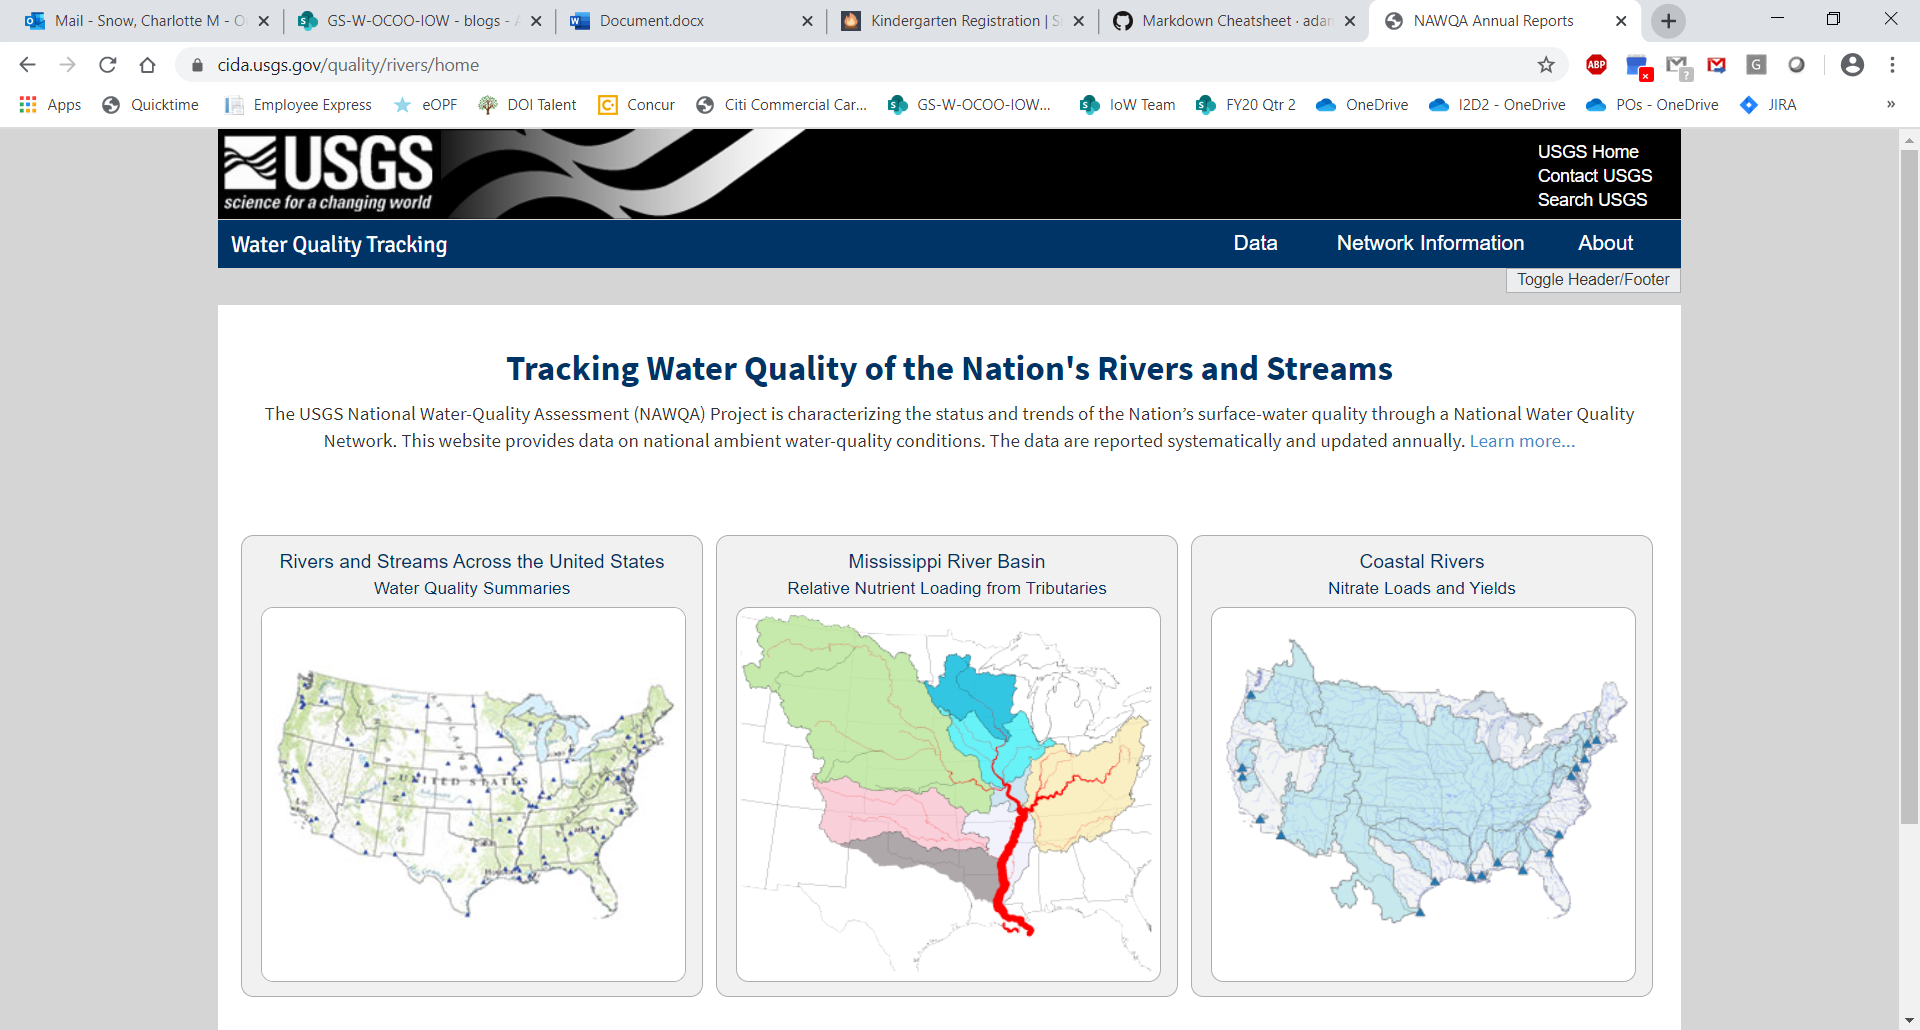 Mail - Snow, Charlotte M - O
GS-W-OCOO-IOW - blogs -
Document.docx
Kindergarten Registration | S
Markdown Cheatsheet · adam
NAWQA Annual Reports
cida.usgs.gov/quality/rivers/home
ABP
G
Apps
Quicktime
Employee Express
eOPF
DOI Talent
Concur
Citi Commercial Car...
GS-W-OCOO-IOW...
IoW Team
FY20 Qtr 2
OneDrive
I2D2 - OneDrive
POs - OneDrive
JIRA
»
USGS
science for a changing world
USGS Home
Contact USGS
Search USGS
Water Quality Tracking
Data
Network Information
About
Toggle Header/Footer
Tracking Water Quality of the Nation's Rivers and Streams
The USGS National Water-Quality Assessment (NAWQA) Project is characterizing the status and trends of the Nation’s surface-water quality through a National Water Quality
Network. This website provides data on national ambient water-quality conditions. The data are reported systematically and updated annually. Learn more...
Rivers and Streams Across the United States
Water Quality Summaries
UNITED STATES
Mississippi River Basin
Relative Nutrient Loading from Tributaries
Coastal Rivers
Nitrate Loads and Yields